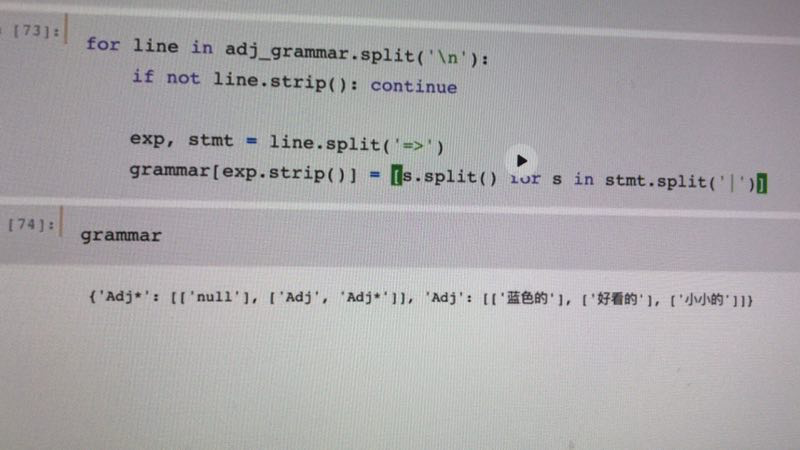 [73]:
for line in adj_grammar.split('\n'):
if not line.strip(): continue
exp, stmt = line.split('=>')
grammar[exp.strip()] = [s.split() for s in stmt.split('|')]
[74]:
grammar
{'Adj*': [['null'], ['Adj', 'Adj*']], 'Adj': [['蓝色的'], ['好看的'], ['小小的']]}